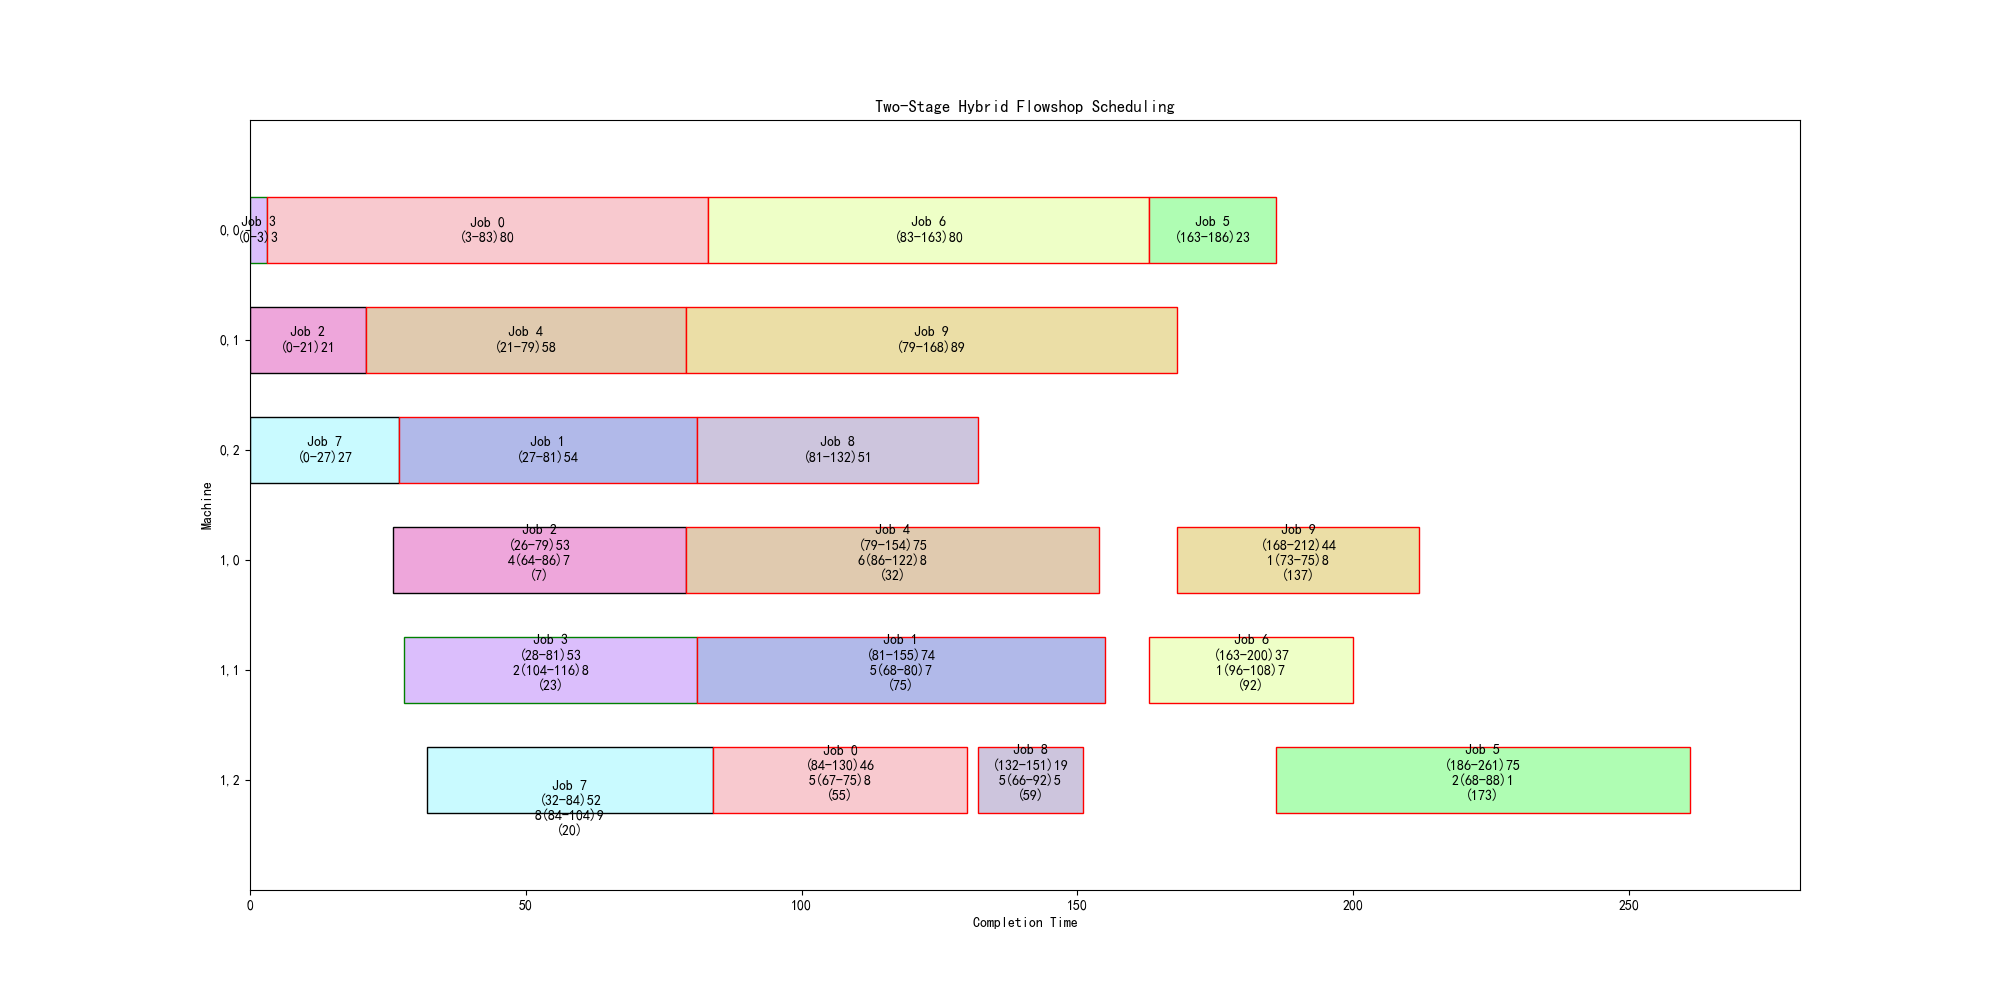 Two-Stage Hybrid Flowshop Scheduling
Machine
0,0
Job 3
(0-3)3
Job 0
(3-83)80
Job 6
(83-163)80
Job 5
(163-186)23
0,1
Job 2
(0-21)21
Job 4
(21-79)58
Job 9
(79-168)89
0,2
Job 7
(0-27)27
Job 1
(27-81)54
Job 8
(81-132)51
1,0
Job 2
(26-79)53
4(64-86)7
(7)
Job 4
(79-154)75
6(86-122)8
(32)
Job 9
(168-212)44
1(73-75)8
(137)
1,1
Job 3
(28-81)53
2(104-116)8
(23)
Job 1
(81-155)74
5(68-80)7
(75)
Job 6
(163-200)37
1(96-108)7
(92)
1,2
Job 7
(32-84)52
8(84-104)9
(20)
Job 0
(84-130)46
5(67-75)8
(55)
Job 8
(132-151)19
5(66-92)5
(59)
Job 5
(186-261)75
2(68-88)1
(173)
0 50 100 150 200 250
Completion Time